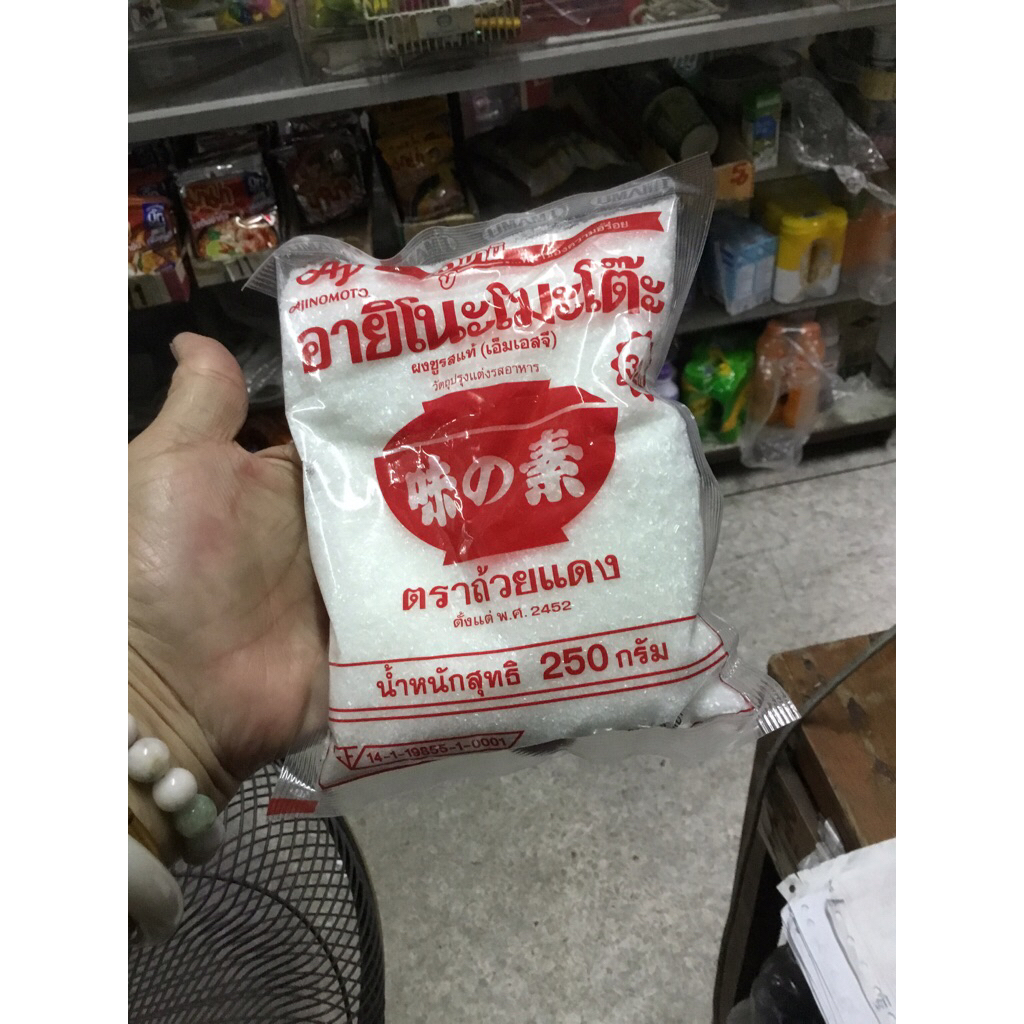 AJINOMOTO
อายิโนะโมะโต๊ะ
ผงชูรสแท้ (เอ็มเอสจี)
วัตถุปรุงแต่งรสอาหาร
味の素
ตราถ้วยแดง
ตั้งแต่ พ.ศ. 2452
น้ำหนักสุทธิ 250 กรัม
14-1-19855-1-0001